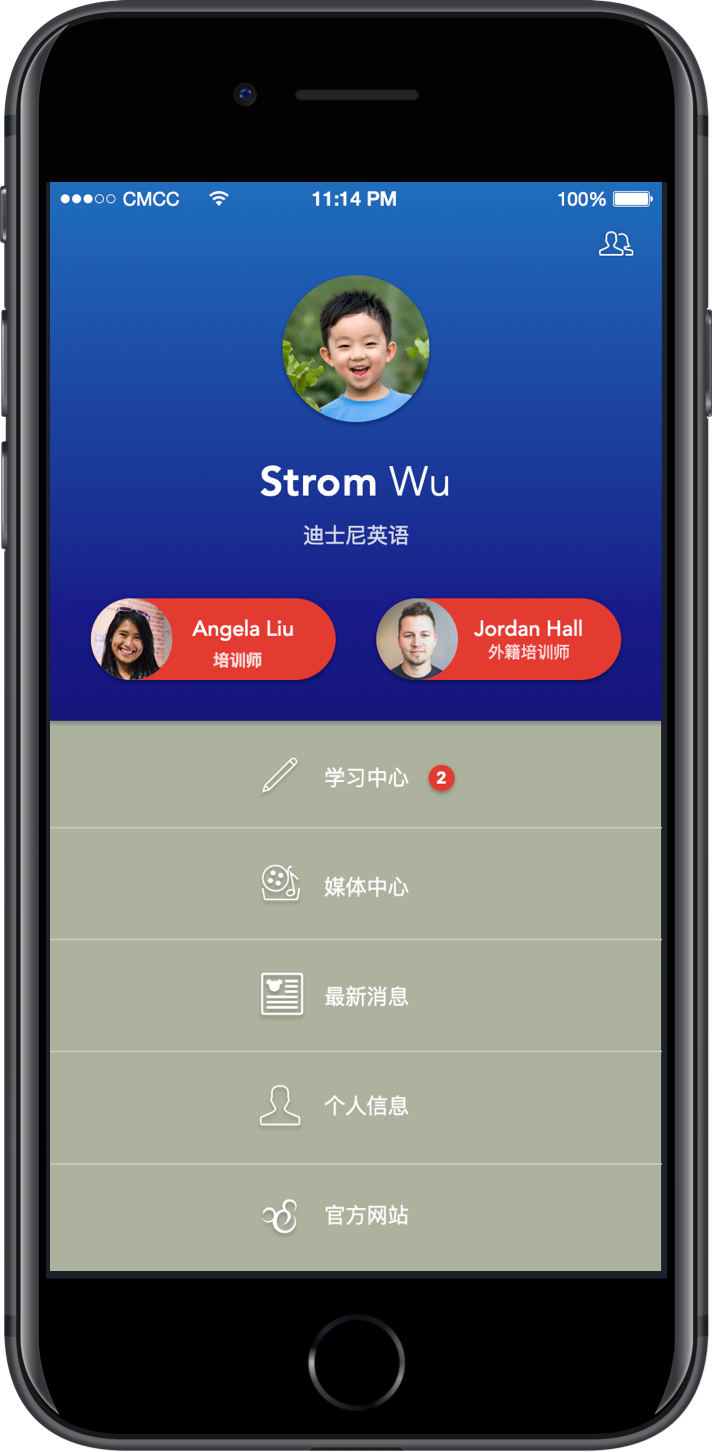 CMCC 11:14 PM 100%
Strom Wu
迪士尼英语
Angela Liu
培训师
Jordan Hall
外籍培训师
学习中心 2
媒体中心
最新消息
个人信息
官方网站